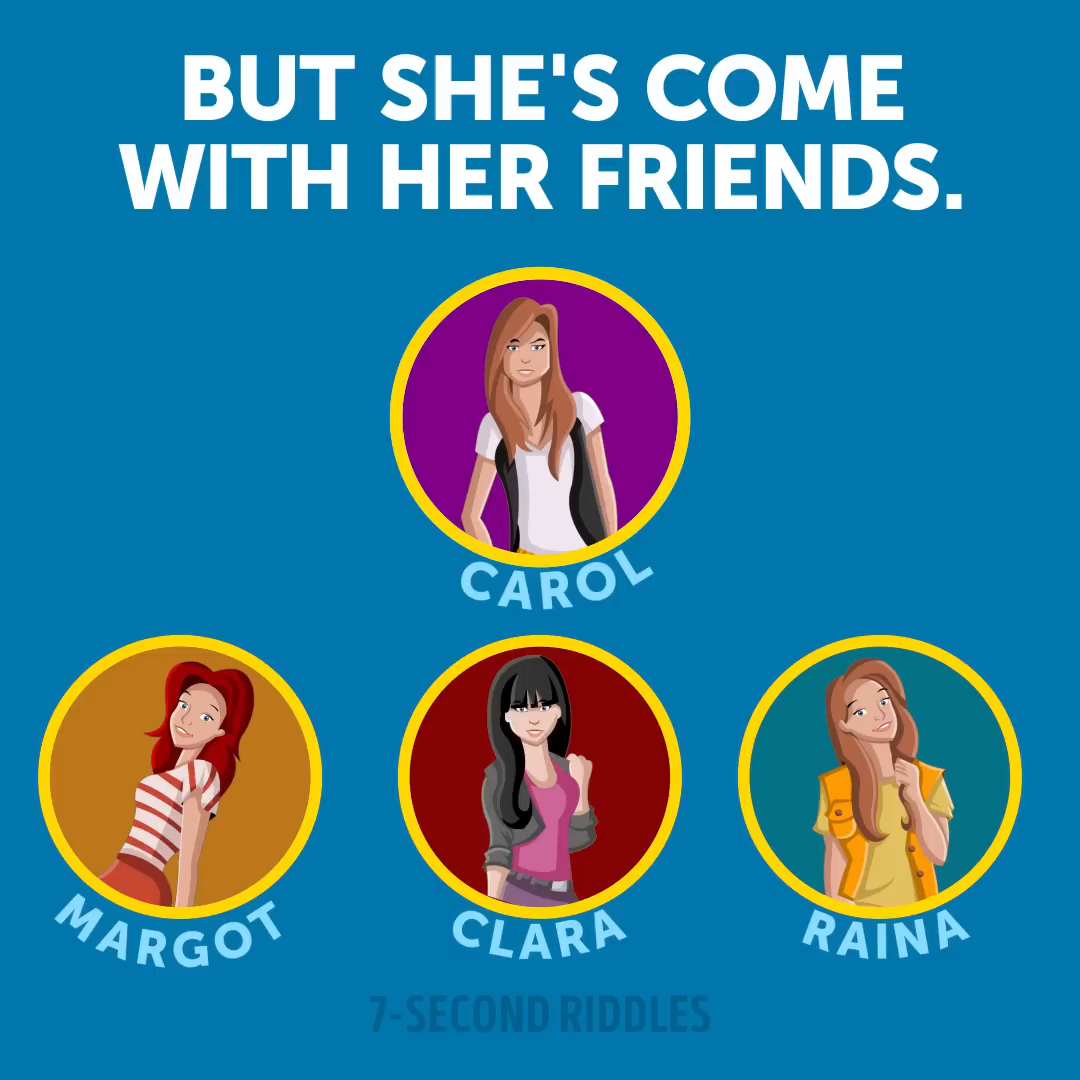 BUT SHE'S COME
WITH HER FRIENDS.
CAROL
MARGOT
CLARA
RAINA
7-SECOND RIDDLES